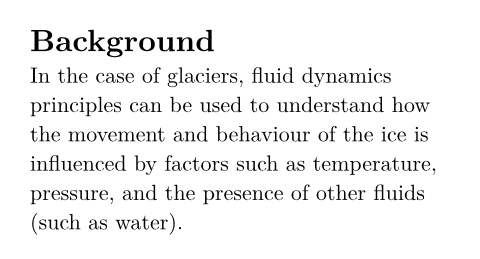 Background
In the case of glaciers, fluid dynamics
principles can be used to understand how
the movement and behaviour of the ice is
influenced by factors such as temperature,
pressure, and the presence of other fluids
(such as water).